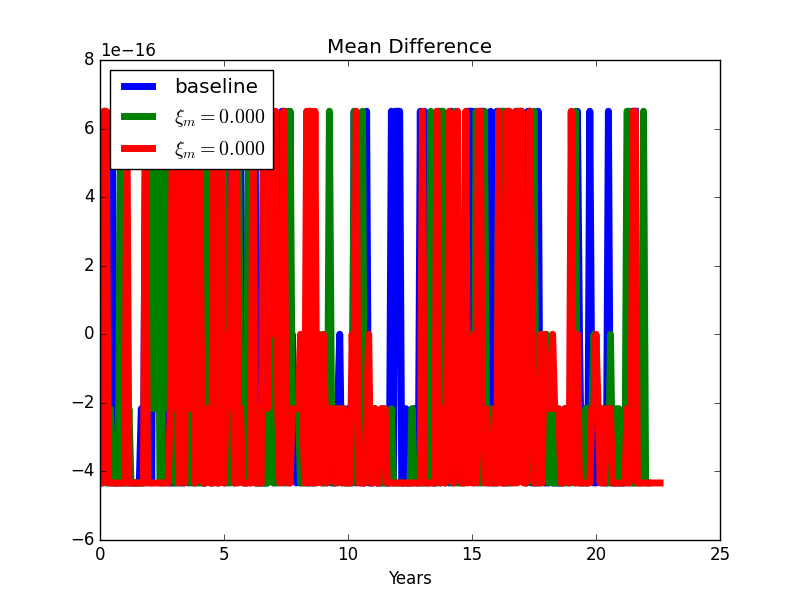 Mean Difference
1e−16
8
6
4
2
0
−2
−4
−6
baseline
ξm = 0.000
ξm = 0.000
0 5 10 15 20 25
Years